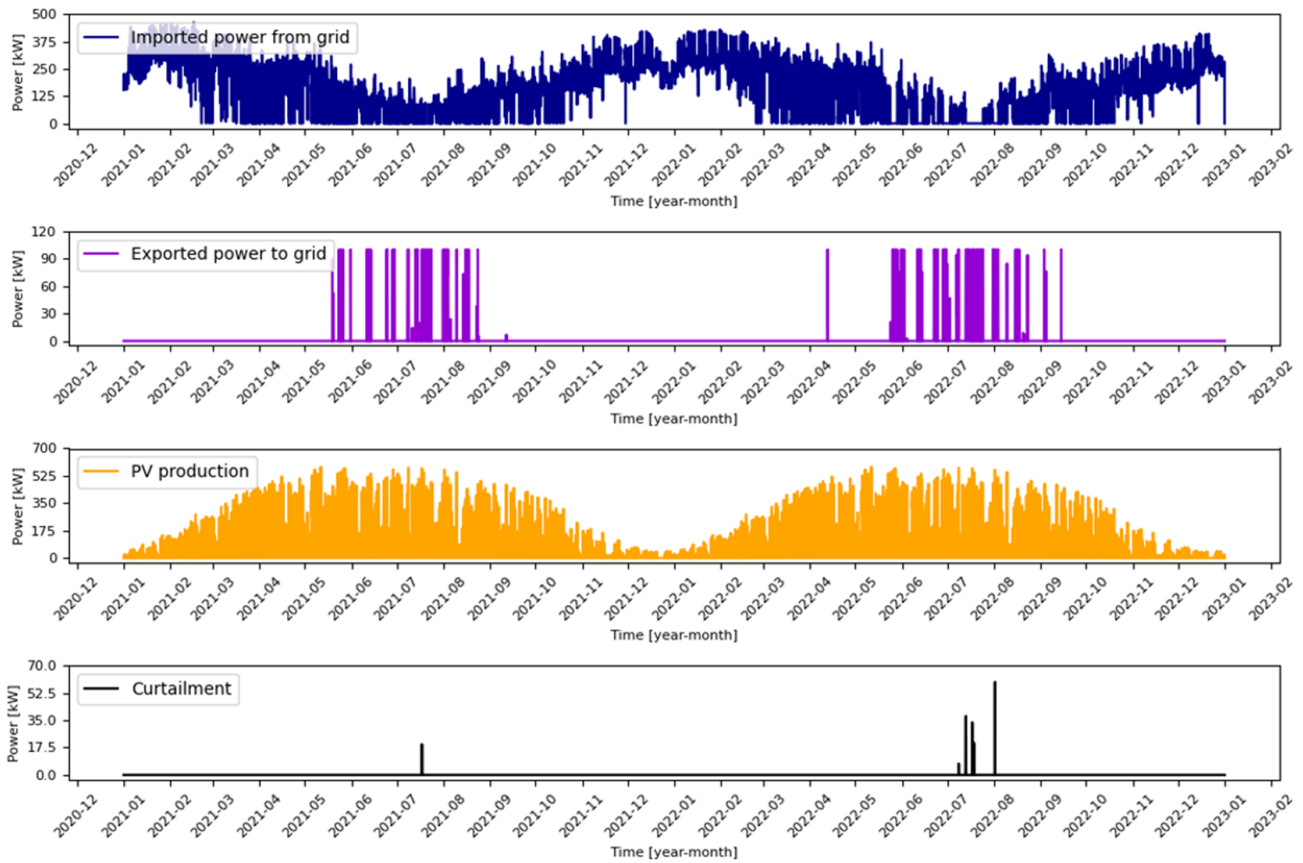 500
375
250
125
0
Power [kW]
Imported power from grid
2020-12 2021-01 2021-02 2021-03 2021-04 2021-05 2021-06 2021-07 2021-08 2021-09 2021-10 2021-11 2021-12 2022-01 2022-02 2022-03 2022-04 2022-05 2022-06 2022-07 2022-08 2022-09 2022-10 2022-11 2022-12 2023-01 2023-02
Time [year-month]
120
90
60
30
0
Power [kW]
Exported power to grid
2020-12 2021-01 2021-02 2021-03 2021-04 2021-05 2021-06 2021-07 2021-08 2021-09 2021-10 2021-11 2021-12 2022-01 2022-02 2022-03 2022-04 2022-05 2022-06 2022-07 2022-08 2022-09 2022-10 2022-11 2022-12 2023-01 2023-02
Time [year-month]
700
525
350
175
0
Power [kW]
PV production
2020-12 2021-01 2021-02 2021-03 2021-04 2021-05 2021-06 2021-07 2021-08 2021-09 2021-10 2021-11 2021-12 2022-01 2022-02 2022-03 2022-04 2022-05 2022-06 2022-07 2022-08 2022-09 2022-10 2022-11 2022-12 2023-01 2023-02
Time [year-month]
70.0
52.5
35.0
17.5
0.0
Power [kW]
Curtailment
2020-12 2021-01 2021-02 2021-03 2021-04 2021-05 2021-06 2021-07 2021-08 2021-09 2021-10 2021-11 2021-12 2022-01 2022-02 2022-03 2022-04 2022-05 2022-06 2022-07 2022-08 2022-09 2022-10 2022-11 2022-12 2023-01 2023-02
Time [year-month]